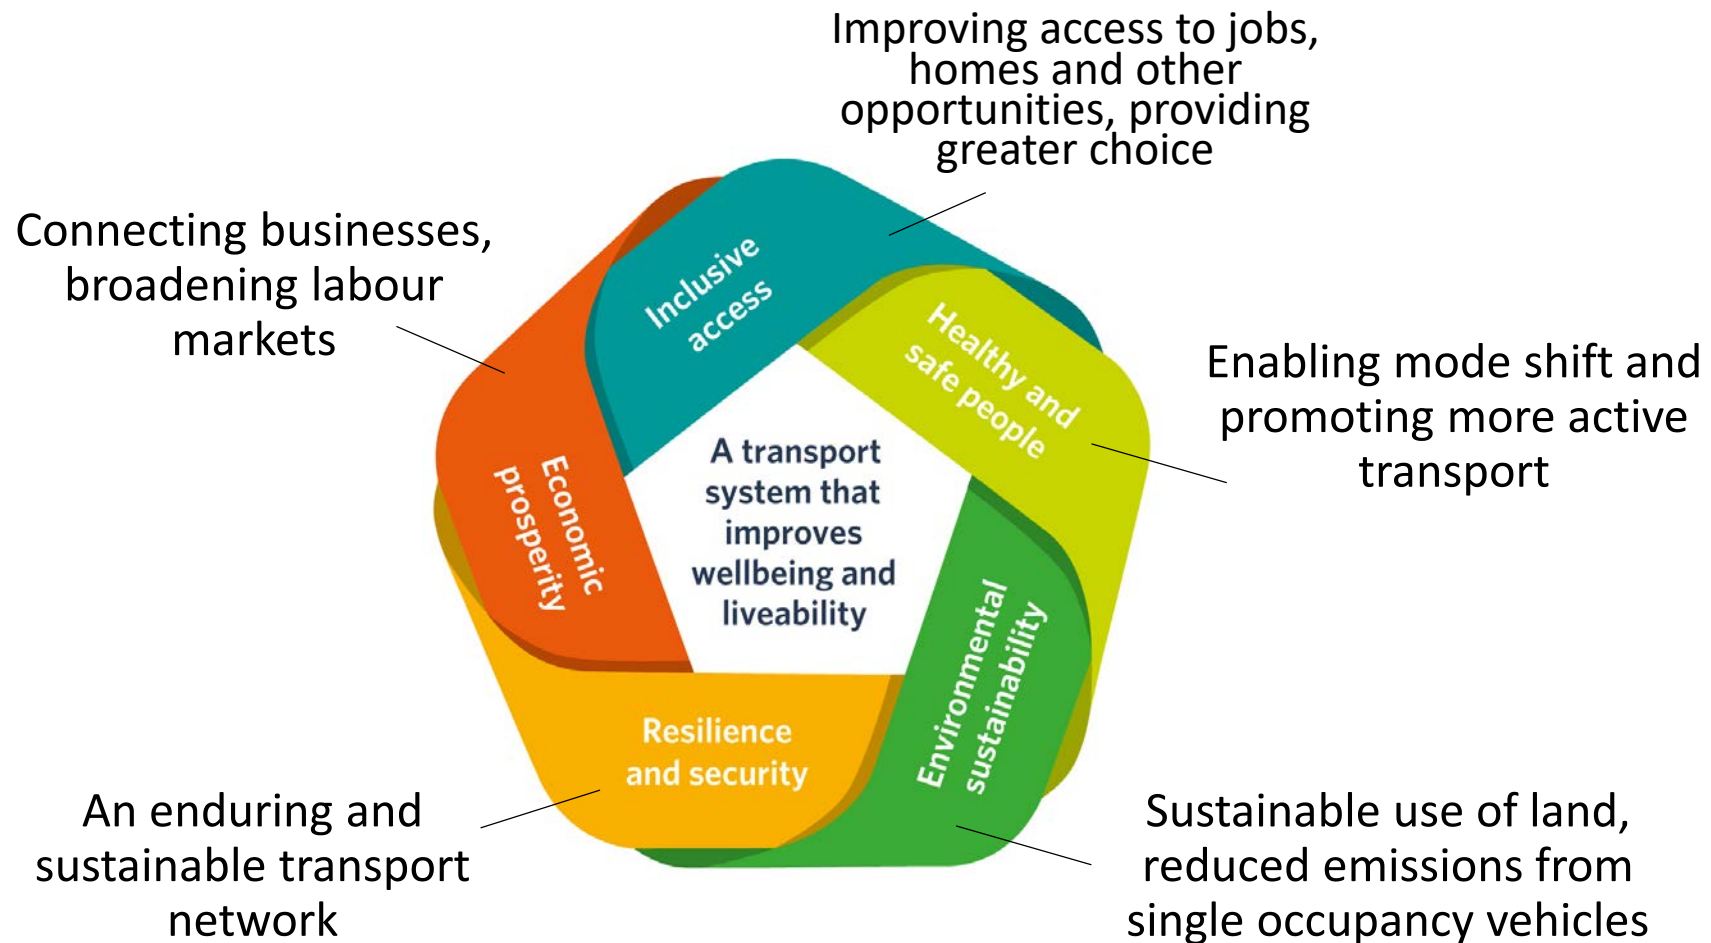 Improving access to jobs,
homes and other
opportunities, providing
greater choice
Connecting businesses,
broadening labour
markets
Inclusive
access
Healthy and
safe people
Enabling mode shift and
promoting more active
transport
Economic
prosperity
A transport
system that
improves
wellbeing and
liveability
Environmental
sustainability
Resilience
and security
An enduring and
sustainable transport
network
Sustainable use of land,
reduced emissions from
single occupancy vehicles